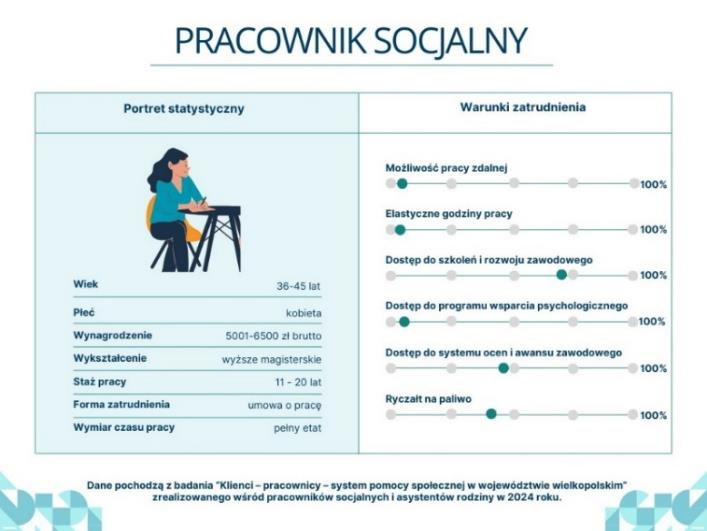 PRACOWNIK SOCJALNY
Portret statystyczny
Wiek 36-45 lat
Płeć kobieta
Wynagrodzenie 5001-6500 zł brutto
Wykształcenie wyższe magisterskie
Staż pracy 11 - 20 lat
Forma zatrudnienia umowa o pracę
Wymiar czasu pracy pełny etat
Warunki zatrudnienia
Możliwość pracy zdalnej
100%
Elastyczne godziny pracy
100%
Dostęp do szkoleń i rozwoju zawodowego
100%
Dostęp do programu wsparcia psychologicznego
100%
Dostęp do systemu ocen i awansu zawodowego
100%
Ryczałt na paliwo
100%
Dane pochodzą z badania "Klienci – pracownicy – system pomocy społecznej w województwie wielkopolskim"
zrealizowanego wśród pracowników socjalnych i asystentów rodziny w 2024 roku.